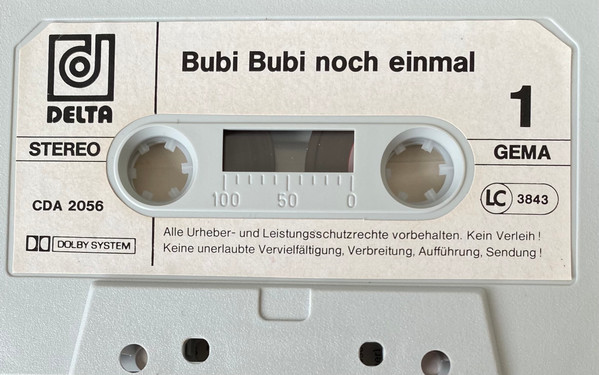 Bubi Bubi noch einmal
DELTA
1
STEREO
GEMA
100 50 0
CDA 2056
LC 3843
DOLBY SYSTEM
Alle Urheber- und Leistungsschutzrechte vorbehalten. Kein Verleih!
Keine unerlaubte Vervielfältigung, Verbreitung, Aufführung, Sendung!